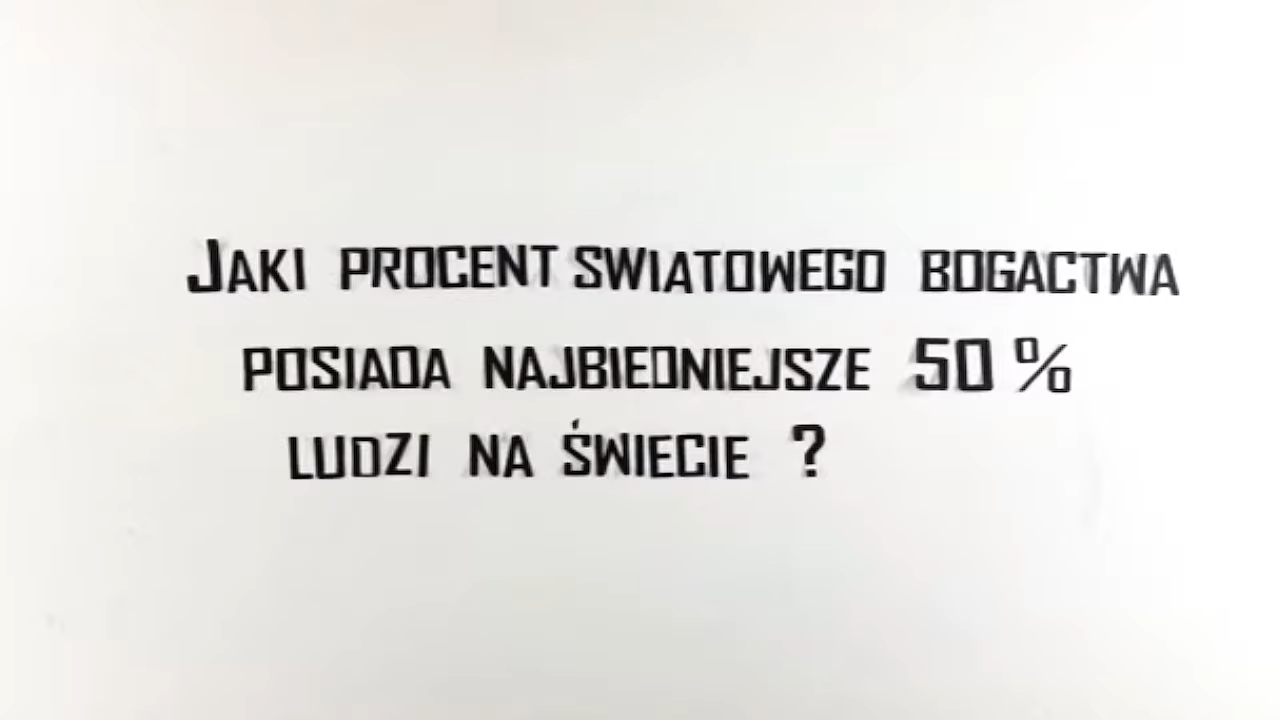 JAKI PROCENT SWIATOWEGO BOGACTWA
POSIADA NAJBIEDNIEJSZE 50 %
LUDZI NA ŚWIECIE ?